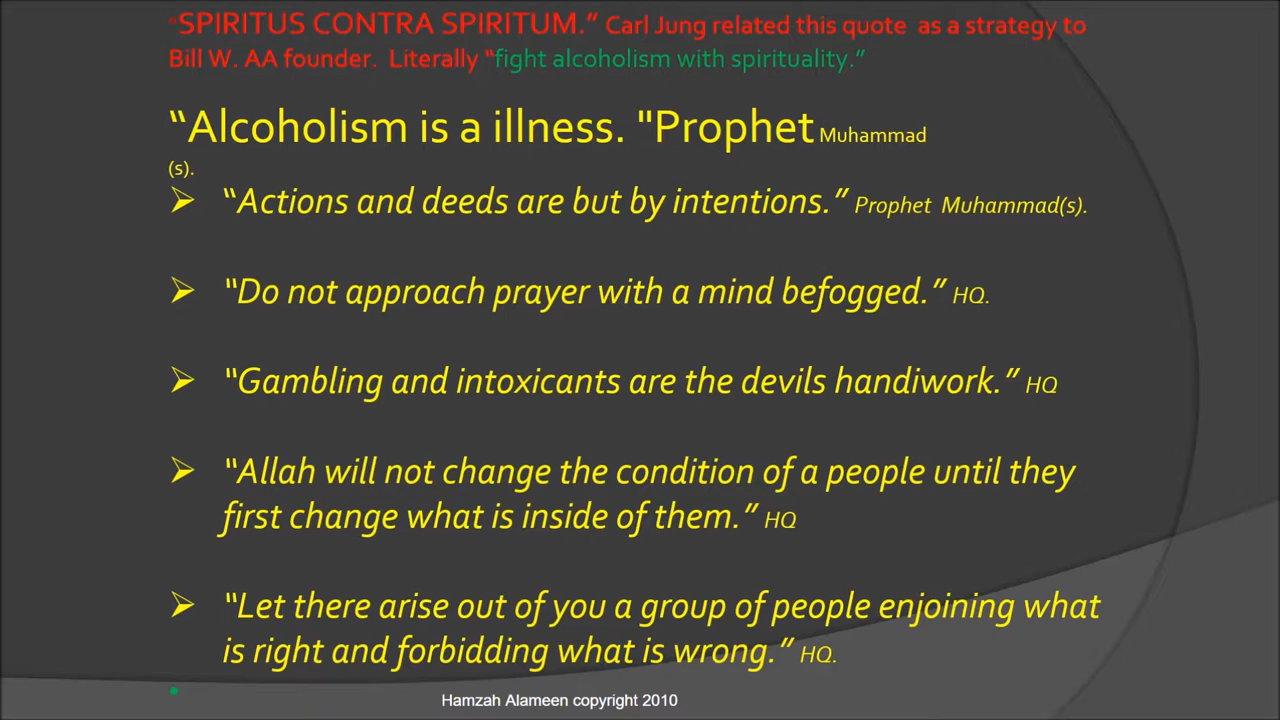 "SPIRITUS CONTRA SPIRITUM." Carl Jung related this quote as a strategy to
Bill W. AA founder. Literally "fight alcoholism with spirituality."
"Alcoholism is a illness. "Prophet Muhammad
(s).
"Actions and deeds are but by intentions." Prophet Muhammad(s).
"Do not approach prayer with a mind befogged." HQ.
"Gambling and intoxicants are the devils handiwork." HQ
"Allah will not change the condition of a people until they
first change what is inside of them." HQ
"Let there arise out of you a group of people enjoining what
is right and forbidding what is wrong." HQ.
Hamzah Alameen copyright 2010